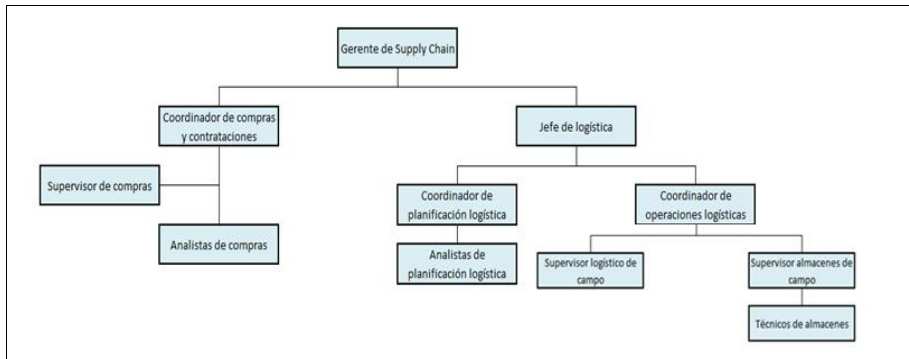 Gerente de Supply Chain
Coordinador de compras
y contrataciones
Jefe de logística
Supervisor de compras
Coordinador de
planificación logística
Coordinador de
operaciones logísticas
Analistas de compras
Analistas de
planificación logística
Supervisor logístico de
campo
Supervisor almacenes de
campo
Técnicos de almacenes